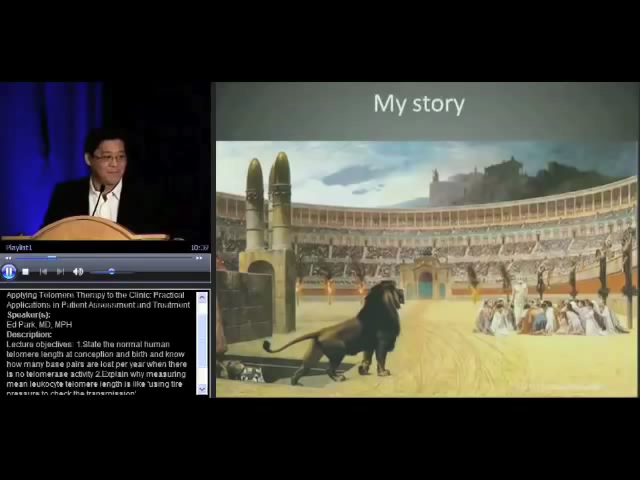 My story
Playlist1
10:39
Applying Telomere Therapy to the Clinic: Practical
Applications in Patient Assessment and Treatment
Speaker(s):
Ed Park, MD, MPH
Description:
Lecture objectives: 1.State the normal human
telomere length at conception and birth and know
how many base pairs are lost per year when there
is no telomerase activity 2.Explain why measuring
mean leukocyte telomere length is like 'using tire
pressure to check the transmission'